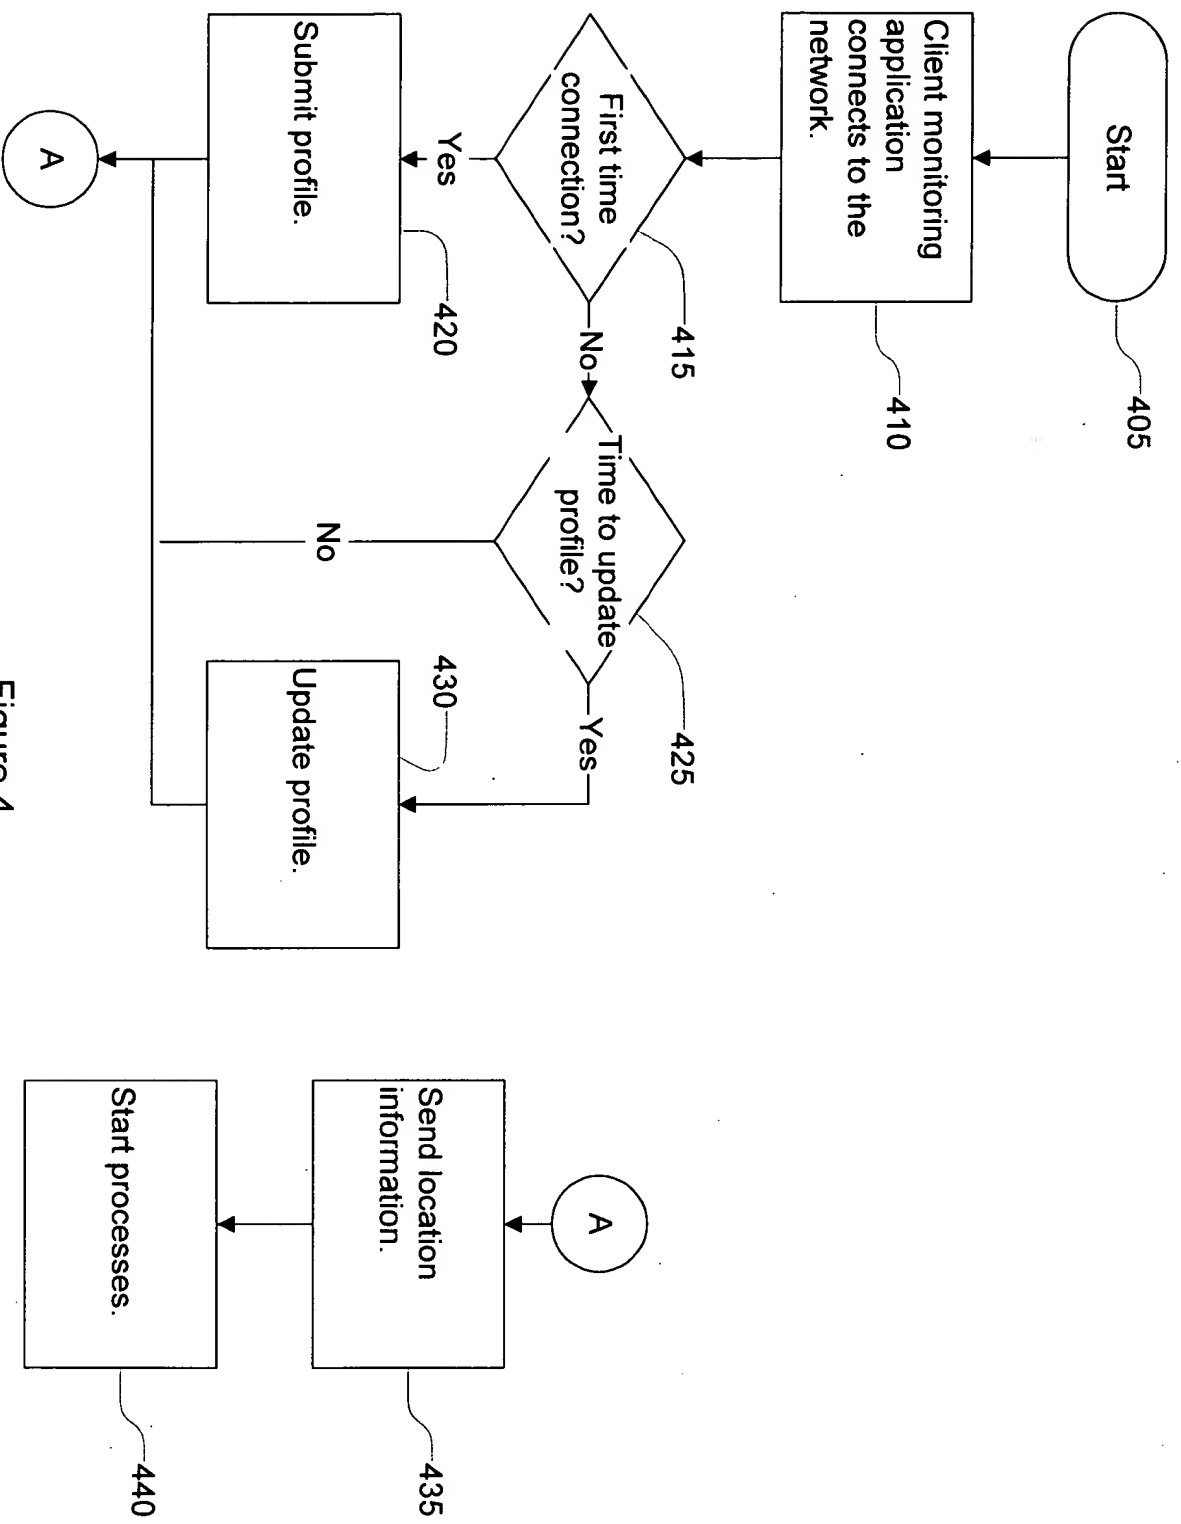 Start
405
Client monitoring
application
connects to the
network.
410
First time
connection?
415
No
Yes
Time to update
profile?
425
Yes
No
Submit profile.
420
430
Update profile.
A
A
Send location
information.
435
Start processes.
440
Figure 4